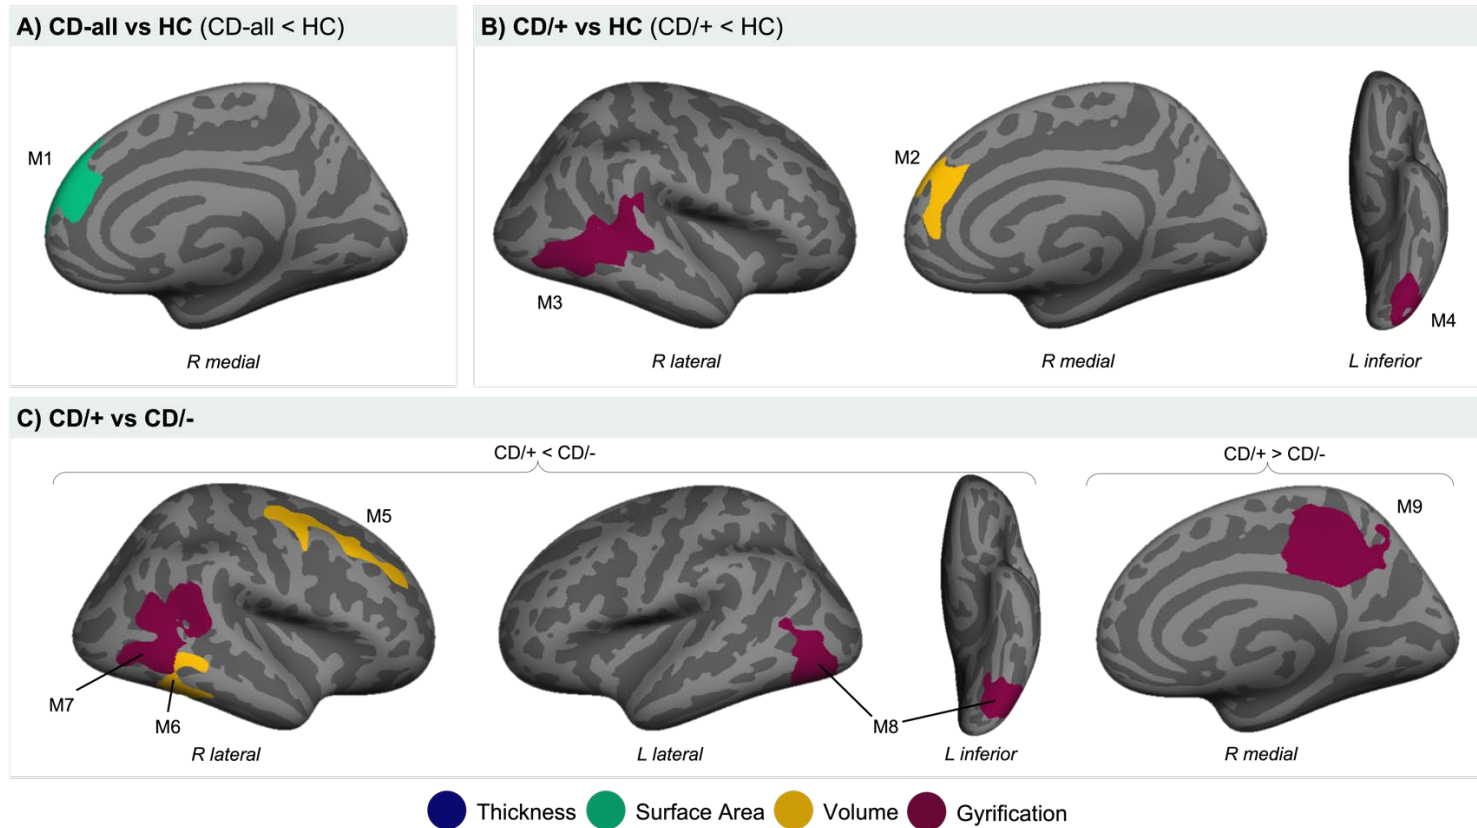 A) CD-all vs HC (CD-all < HC)
M1
R medial
B) CD/+ vs HC (CD/+ < HC)
M3
R lateral
M2
R medial
M4
L inferior
C) CD/+ vs CD/-
CD/+ < CD/-
M5
M7
M6
R lateral
L lateral
M8
L inferior
CD/+ > CD/-
M9
R medial
Thickness
Surface Area
Volume
Gyrification